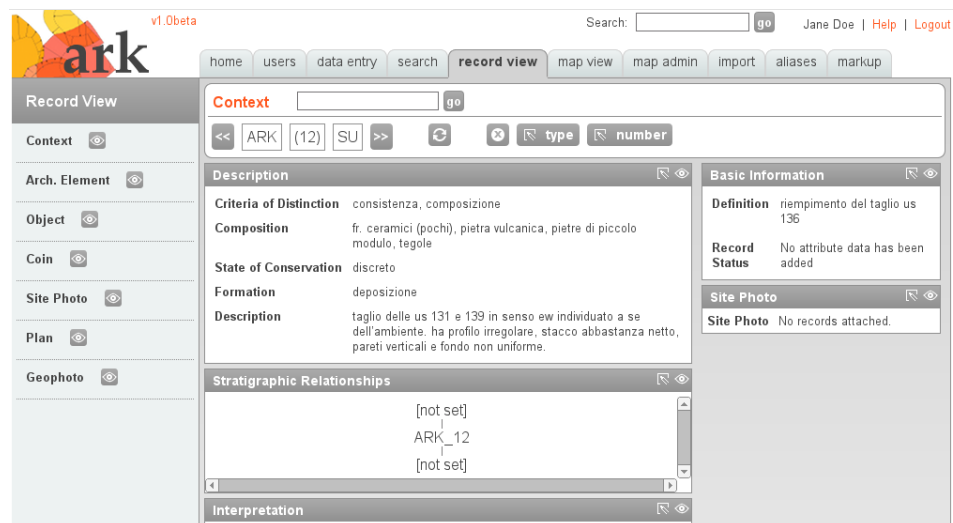 v1.0beta
ark
Search: go Jane Doe | Help | Logout
home users data entry search record view map view map admin import aliases markup
Record View
Context
Arch. Element
Object
Coin
Site Photo
Plan
Geophoto
Context go
<< ARK (12) SU >> type number
Description
Criteria of Distinction consistenza, composizione
Composition fr. ceramici (pochi), pietra vulcanica, pietre di piccolo
modulo, tegole
State of Conservation discreto
Formation deposizione
Description taglio delle us 131 e 139 in senso ew individuato a se
dell'ambiente. ha profilo irregolare, stacco abbastanza netto,
pareti verticali e fondo non uniforme.
Stratigraphic Relationships
[not set]
ARK_12
[not set]
Interpretation
Basic Information
Definition riempimento del taglio us
136
Record No attribute data has been
Status added
Site Photo
Site Photo No records attached.